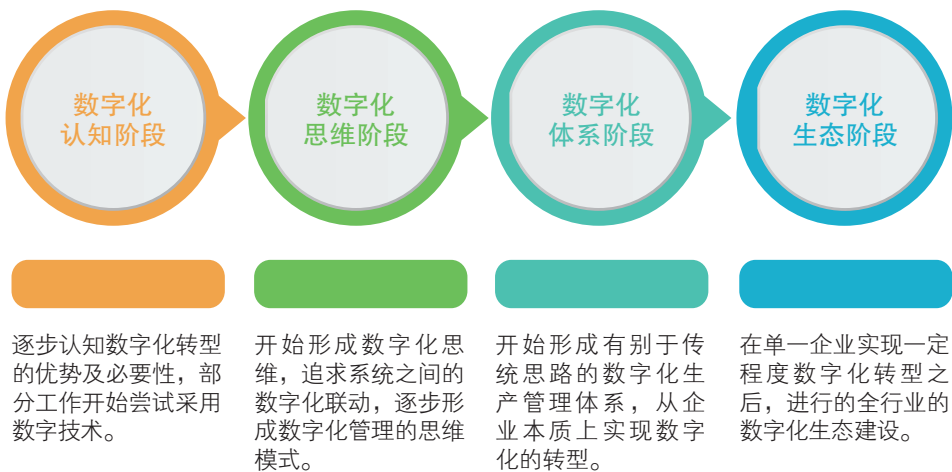 数字化
认知阶段
数字化
思维阶段
数字化
体系阶段
数字化
生态阶段
逐步认知数字化转型
的优势及必要性，部
分工作开始尝试采用
数字技术。
开始形成数字化思
维，追求系统之间的
数字化联动，逐步形
成数字化管理的思维
模式。
开始形成有别于传
统思路的数字化生
产管理体系，从企
业本质上实现数字
化的转型。
在单一企业实现一定
程度数字化转型之
后，进行的全行业的
数字化生态建设。